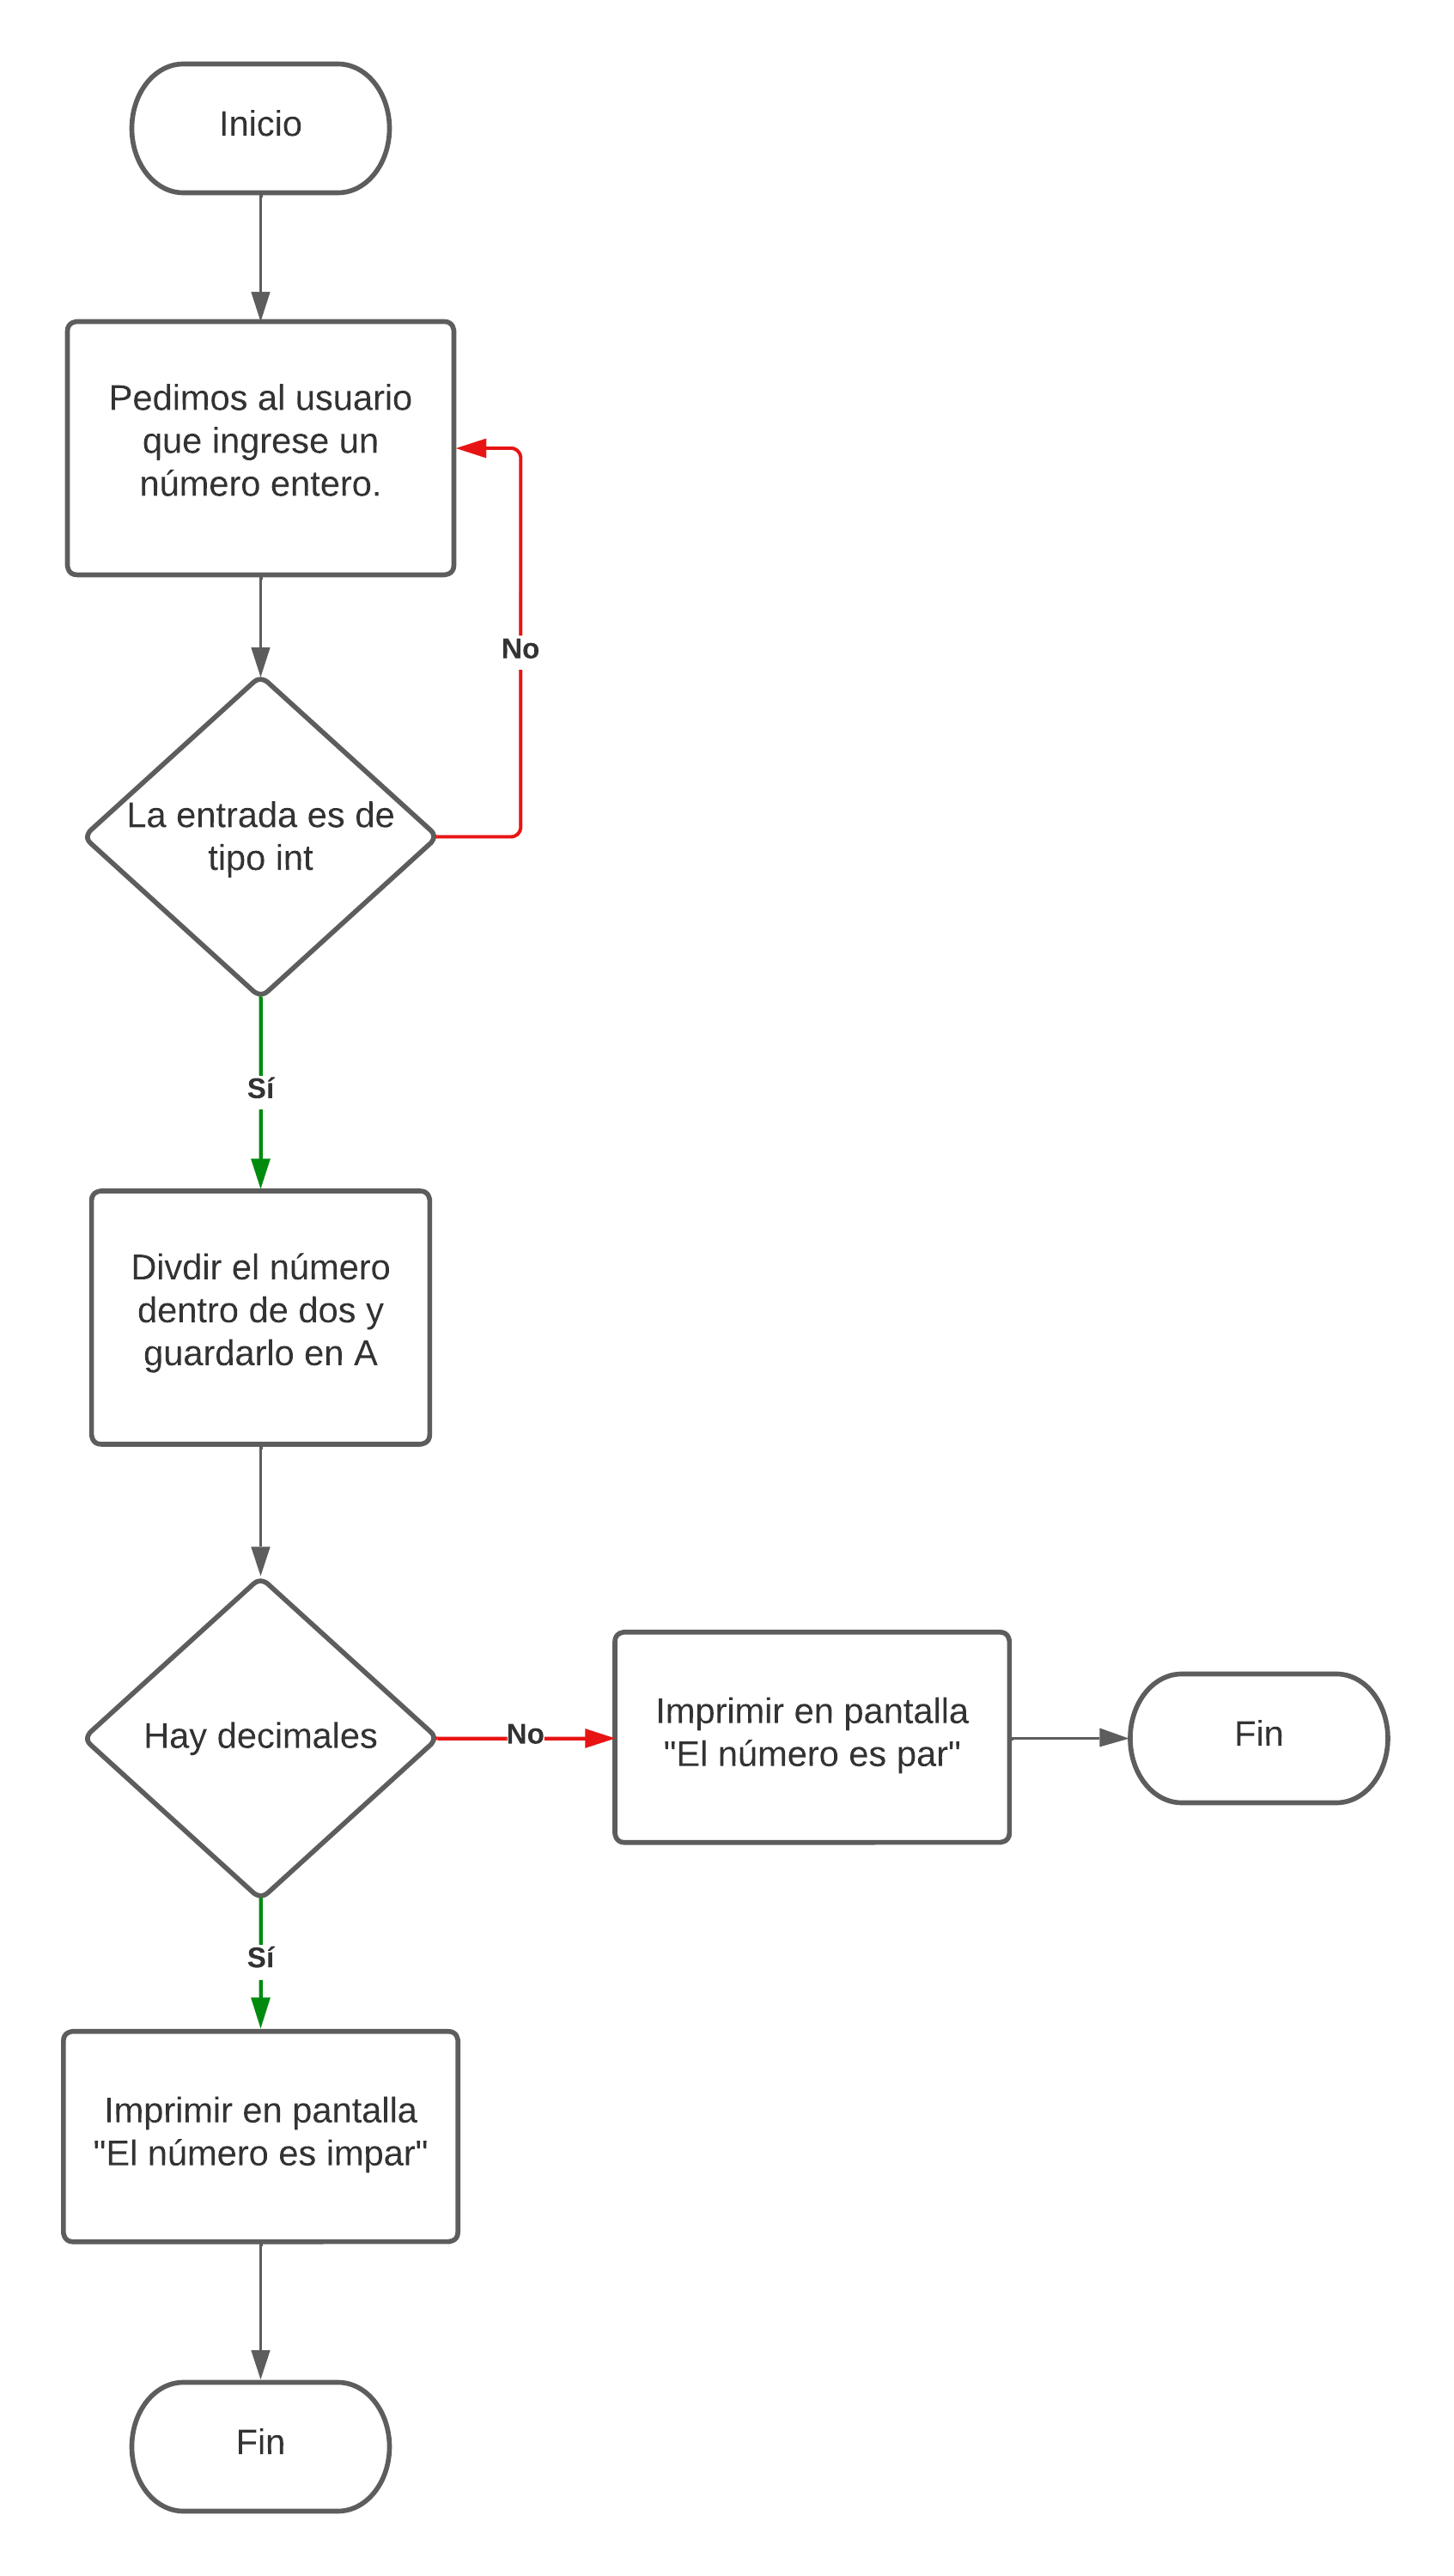 Inicio
Pedimos al usuario
que ingrese un
número entero.
No
La entrada es de
tipo int
Sí
Divdir el número
dentro de dos y
guardarlo en A
Hay decimales
No
Imprimir en pantalla
"El número es par"
Fin
Sí
Imprimir en pantalla
"El número es impar"
Fin